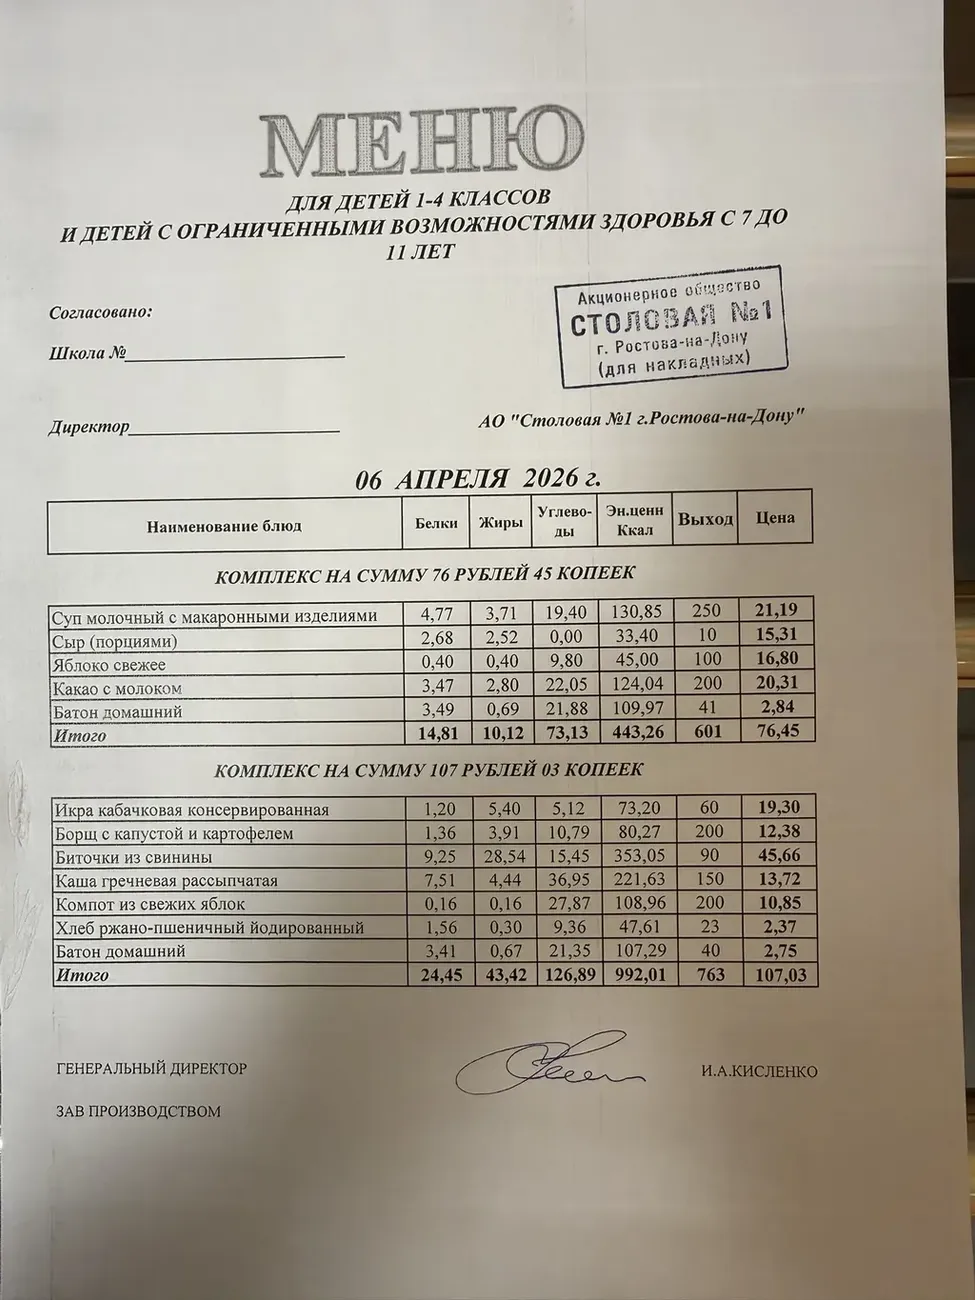 МЕНЮ
ДЛЯ ДЕТЕЙ 1-4 КЛАССОВ
И ДЕТЕЙ С ОГРАНИЧЕННЫМИ ВОЗМОЖНОСТЯМИ ЗДОРОВЬЯ С 7 ДО
11 ЛЕТ
Согласовано:
Школа №
Акционерное общество
СТОЛОВАЯ №1
г. Ростова-на-Дону
(для накладных)
Директор
АО "Столовая №1 г.Ростова-на-Дону"
06 АПРЕЛЯ 2026 г.
Наименование блюд Белки Жиры Углево-ды Эн.ценн Ккал Выход Цена
КОМПЛЕКС НА СУММУ 76 РУБЛЕЙ 45 КОПЕЕК
Суп молочный с макаронными изделиями 4,77 3,71 19,40 130,85 250 21,19
Сыр (порциями) 2,68 2,52 0,00 33,40 10 15,31
Яблоко свежее 0,40 0,40 9,80 45,00 100 16,80
Какао с молоком 3,47 2,80 22,05 124,04 200 20,31
Батон домашний 3,49 0,69 21,88 109,97 41 2,84
Итого 14,81 10,12 73,13 443,26 601 76,45
КОМПЛЕКС НА СУММУ 107 РУБЛЕЙ 03 КОПЕЕК
Икра кабачковая консервированная 1,20 5,40 5,12 73,20 60 19,30
Борщ с капустой и картофелем 1,36 3,91 10,79 80,27 200 12,38
Биточки из свинины 9,25 28,54 15,45 353,05 90 45,66
Каша гречневая рассыпчатая 7,51 4,44 36,95 221,63 150 13,72
Компот из свежих яблок 0,16 0,16 27,87 108,96 200 10,85
Хлеб ржано-пшеничный йодированный 1,56 0,30 9,36 47,61 23 2,37
Батон домашний 3,41 0,67 21,35 107,29 40 2,75
Итого 24,45 43,42 126,89 992,01 763 107,03
ГЕНЕРАЛЬНЫЙ ДИРЕКТОР И.А.КИСЛЕНКО
ЗАВ ПРОИЗВОДСТВОМ